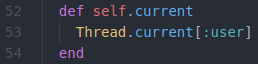 52 def self.current
53 Thread.current[:user]
54 end